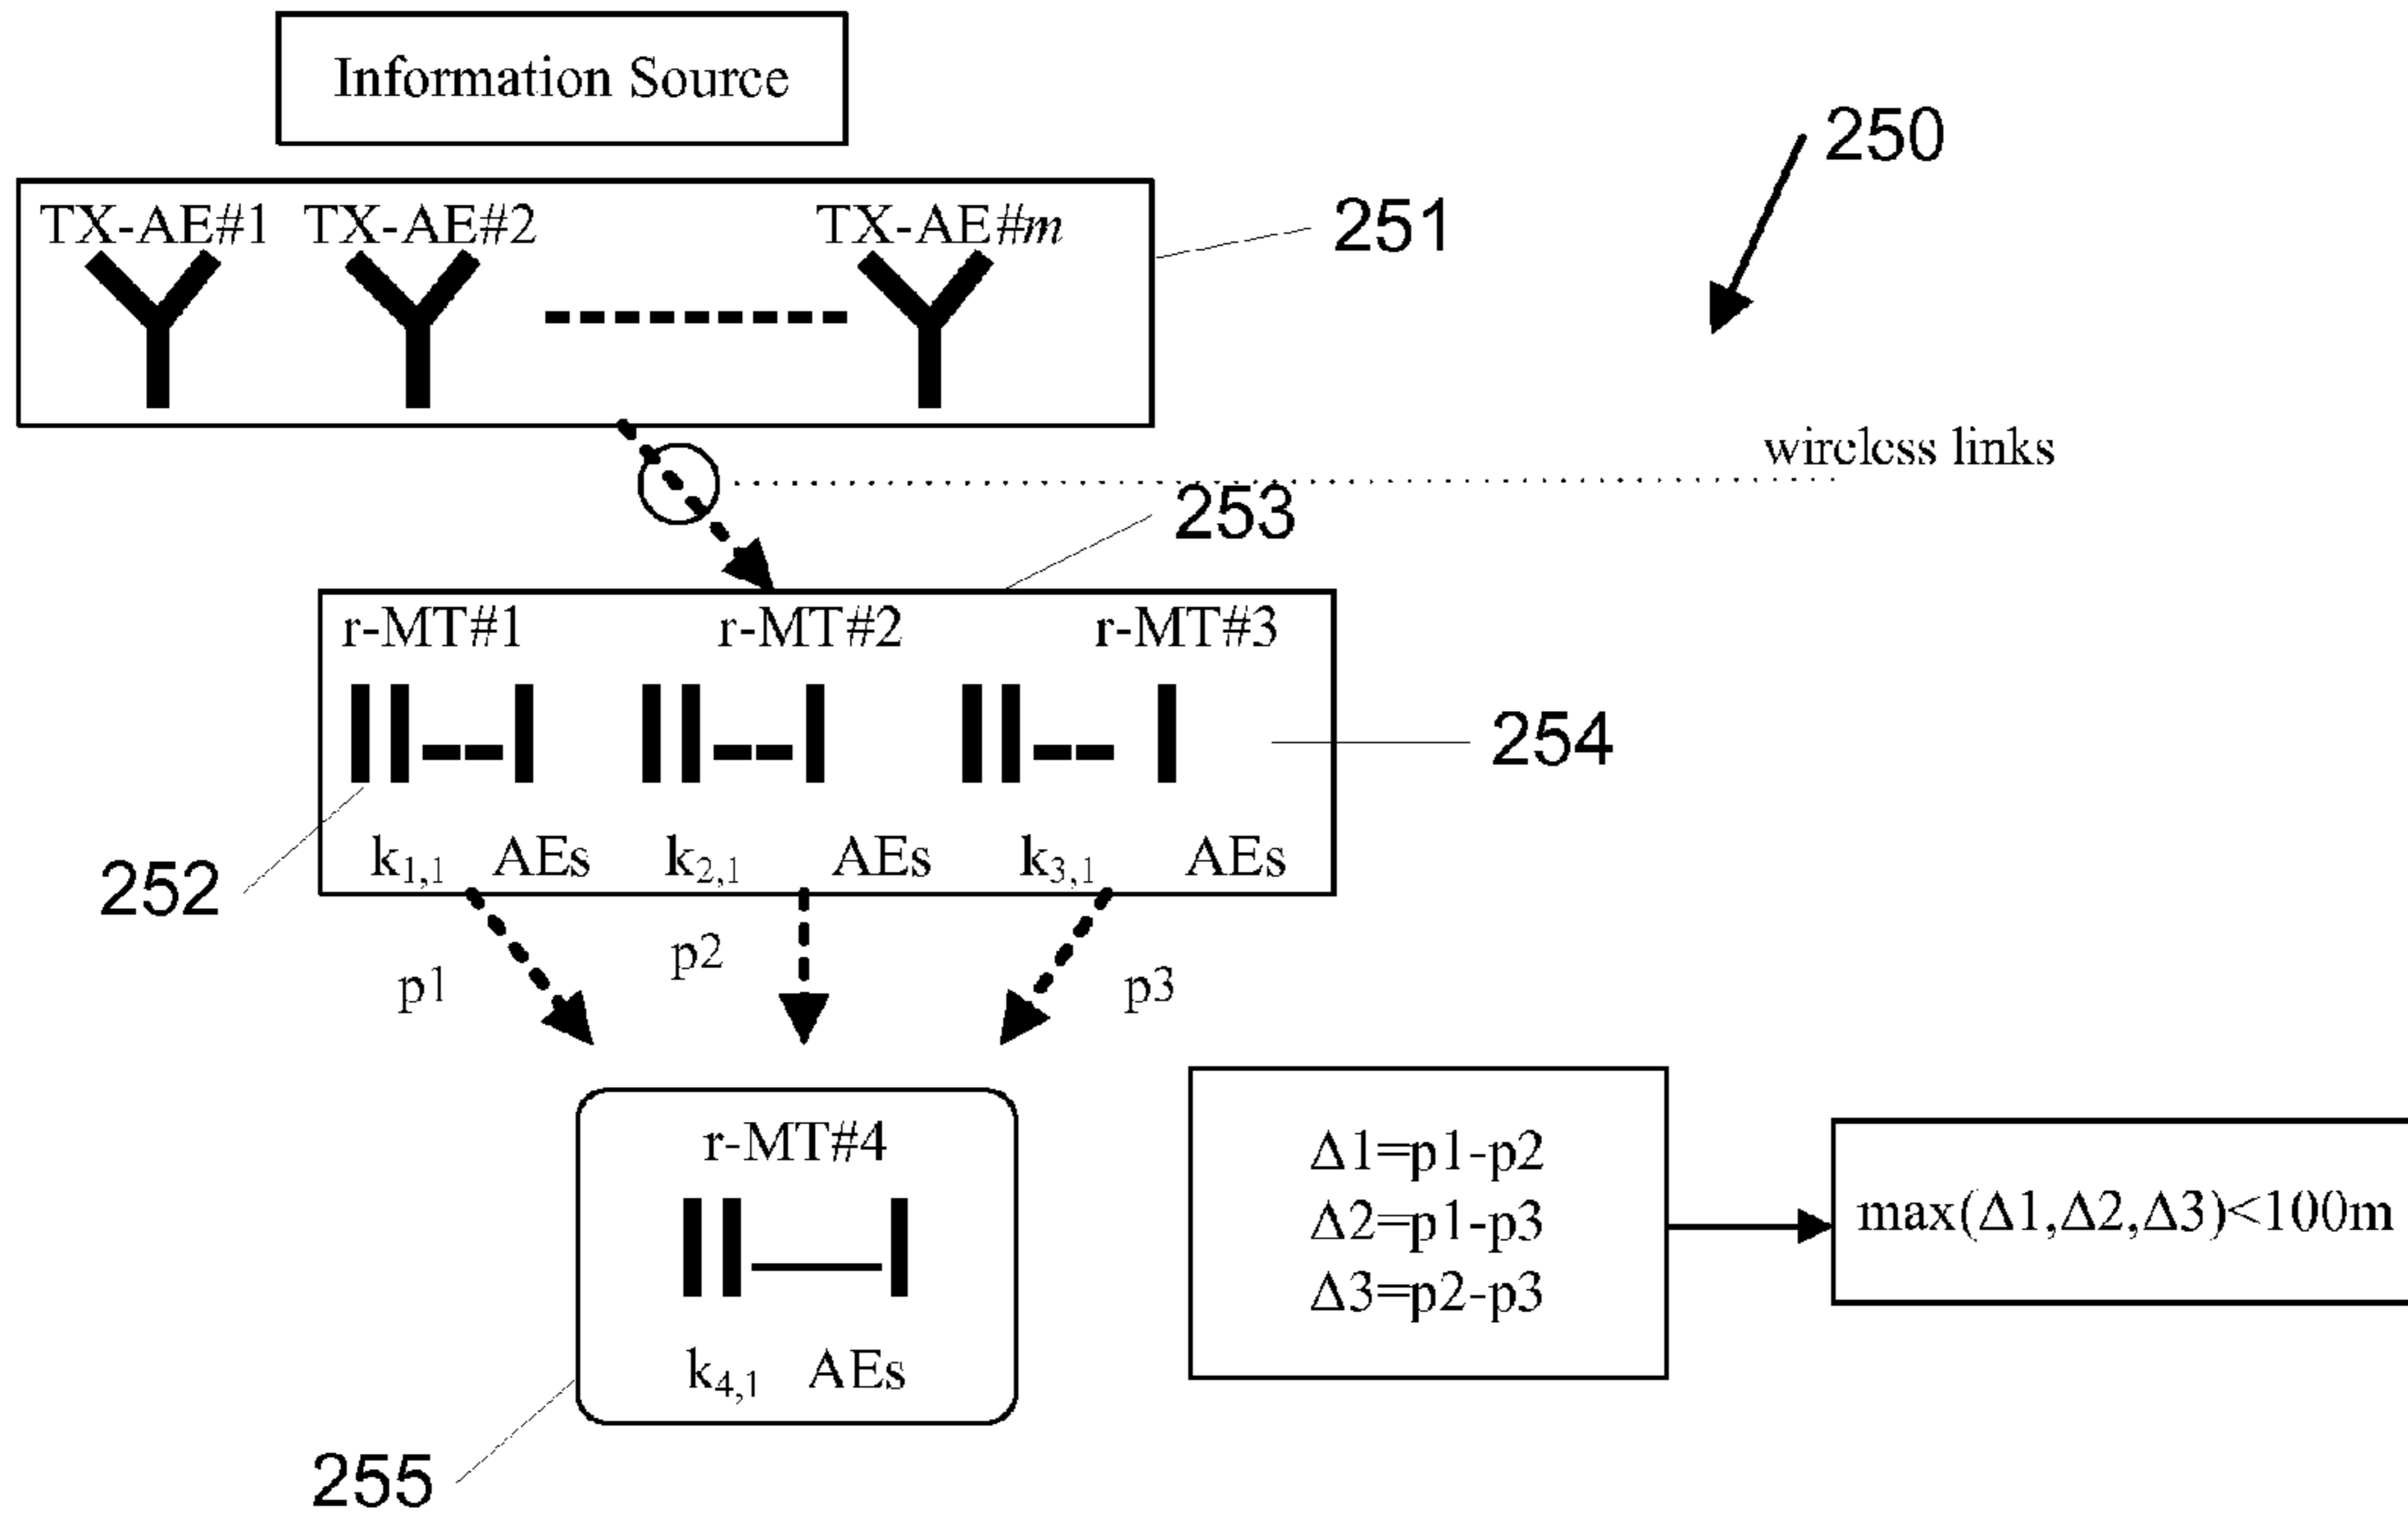 Information Source
250
TX-AE#1 TX-AE#2 TX-AE#m
251
wireless links
253
r-MT#1 r-MT#2 r-MT#3
254
k1,1 AEs k2,1 AEs k3,1 AEs
252
p1 p2 p3
r-MT#4
k4,1 AEs
255
Δ1=p1-p2
Δ2=p1-p3
Δ3=p2-p3
max(Δ1,Δ2,Δ3)<100m